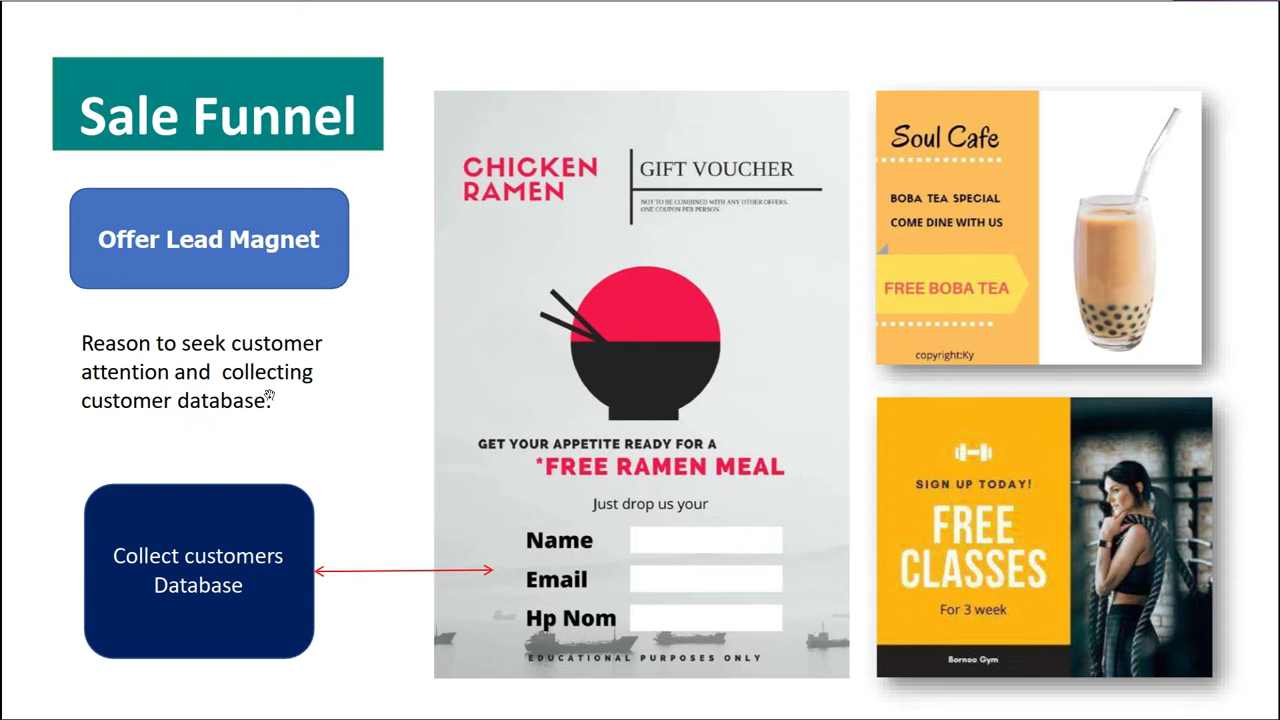 Sale Funnel
Offer Lead Magnet
Reason to seek customer
attention and collecting
customer database.
Collect customers
Database
CHICKEN
RAMEN
GIFT VOUCHER
NOT TO BE COMBINED WITH ANY OTHER OFFERS.
ONE COUPON PER PERSON.
GET YOUR APPETITE READY FOR A
*FREE RAMEN MEAL
Just drop us your
Name
Email
Hp Nom
EDUCATIONAL PURPOSES ONLY
Soul Cafe
BOBA TEA SPECIAL
COME DINE WITH US
FREE BOBA TEA
copyright:Ky
SIGN UP TODAY!
FREE
CLASSES
For 3 week
Borneo Gym